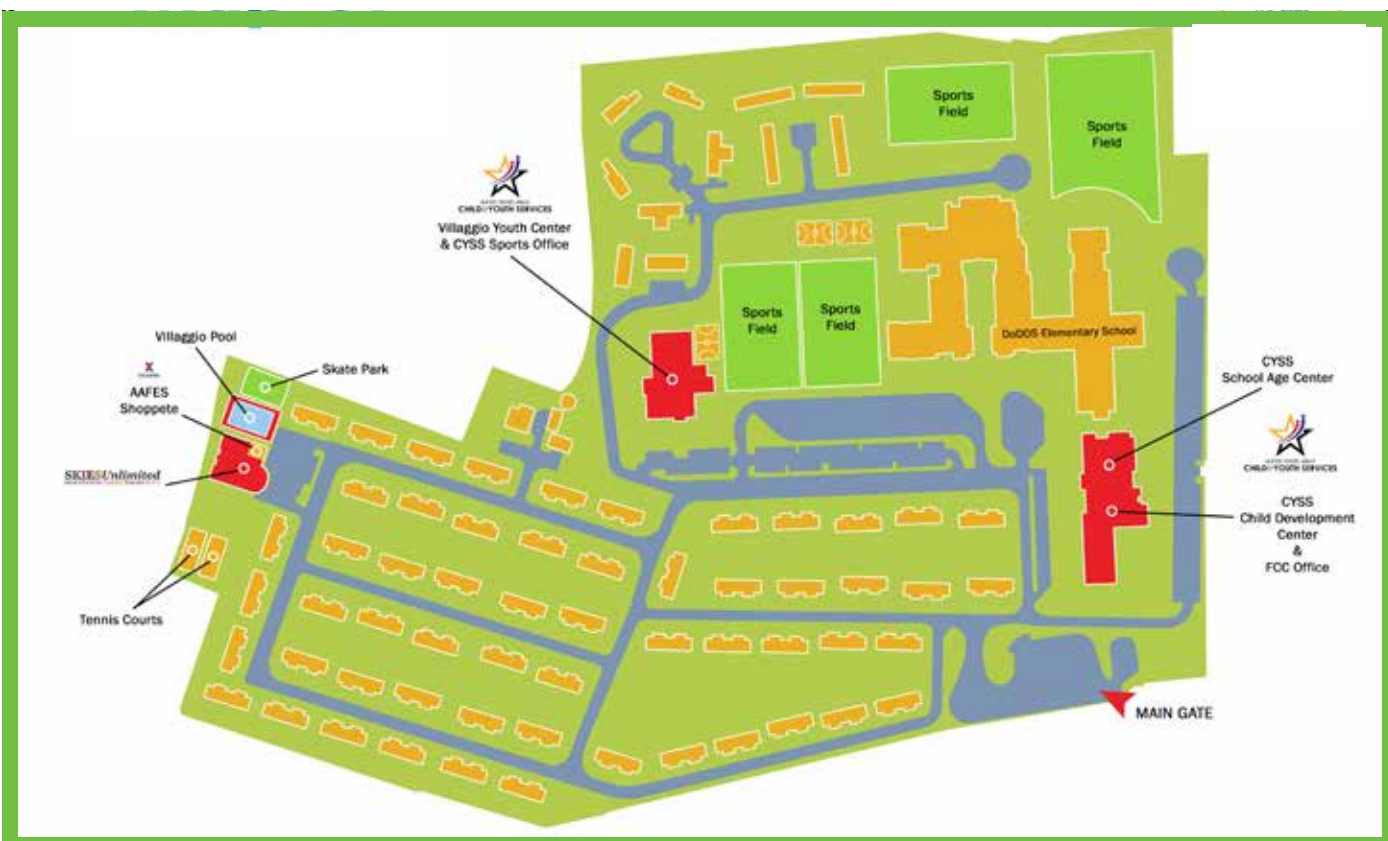 Sports
Field
Sports
Field
CHILD & YOUTH SERVICES
Villaggio Youth Center
& CYSS Sports Office
Sports
Field
Sports
Field
DoDDS Elementary School
Villaggio Pool
Skate Park
AAFES
Shoppete
SKIESUnlimited
Tennis Courts
CYSS
School Age Center
CHILD & YOUTH SERVICES
CYSS
Child Development
Center
&
FCC Office
MAIN GATE